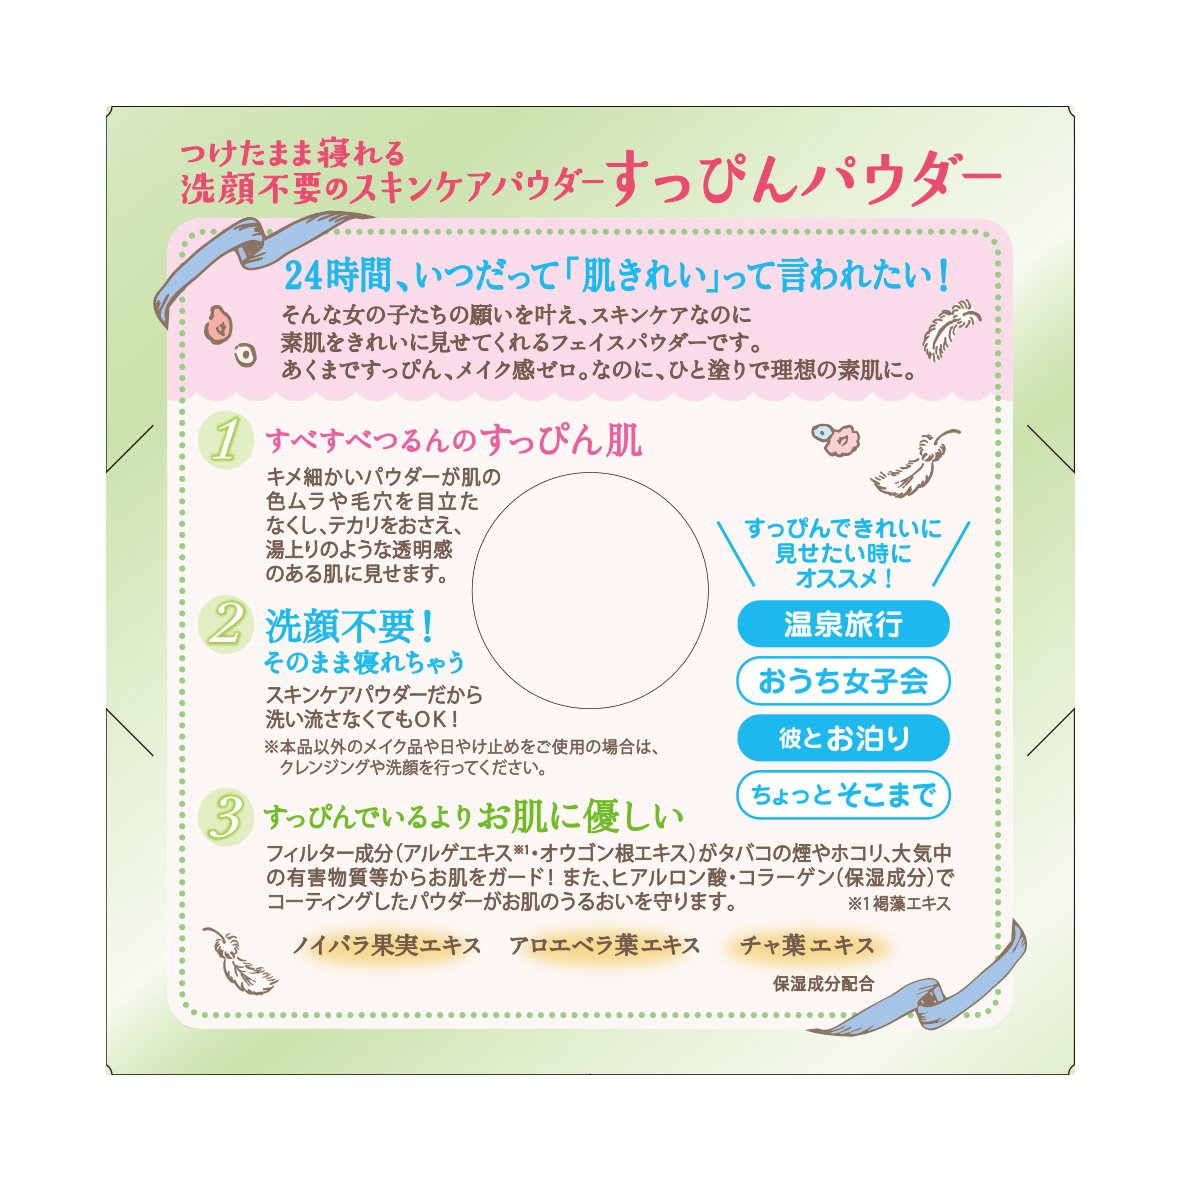 つけたまま寝れる
洗顔不要のスキンケアパウダーすっぴんパウダー
24時間、いつだって「肌きれい」って言われたい！
そんな女の子たちの願いを叶え、スキンケアなのに
素肌をきれいに見せてくれるフェイスパウダーです。
あくまですっぴん、メイク感ゼロ。なのに、ひと塗りで理想の素肌に。
1 すべすべつるんのすっぴん肌
キメ細かいパウダーが肌の
色ムラや毛穴を目立た
なくし、テカリをおさえ、
湯上りのような透明感
のある肌に見せます。
2 洗顔不要！
そのまま寝れちゃう
スキンケアパウダーだから
洗い流さなくてもOK！
※本品以外のメイク品や日やけ止めをご使用の場合は、
クレンジングや洗顔を行ってください。
すっぴんできれいに
見せたい時に
オススメ！
温泉旅行
おうち女子会
彼とお泊り
ちょっとそこまで
3 すっぴんでいるよりお肌に優しい
フィルター成分（アルゲエキス※1・オウゴン根エキス）がタバコの煙やホコリ、大気中
の有害物質等からお肌をガード！また、ヒアルロン酸・コラーゲン（保湿成分）で
コーティングしたパウダーがお肌のうるおいを守ります。 ※1 褐藻エキス
ノイバラ果実エキス アロエベラ葉エキス チャ葉エキス
保湿成分配合